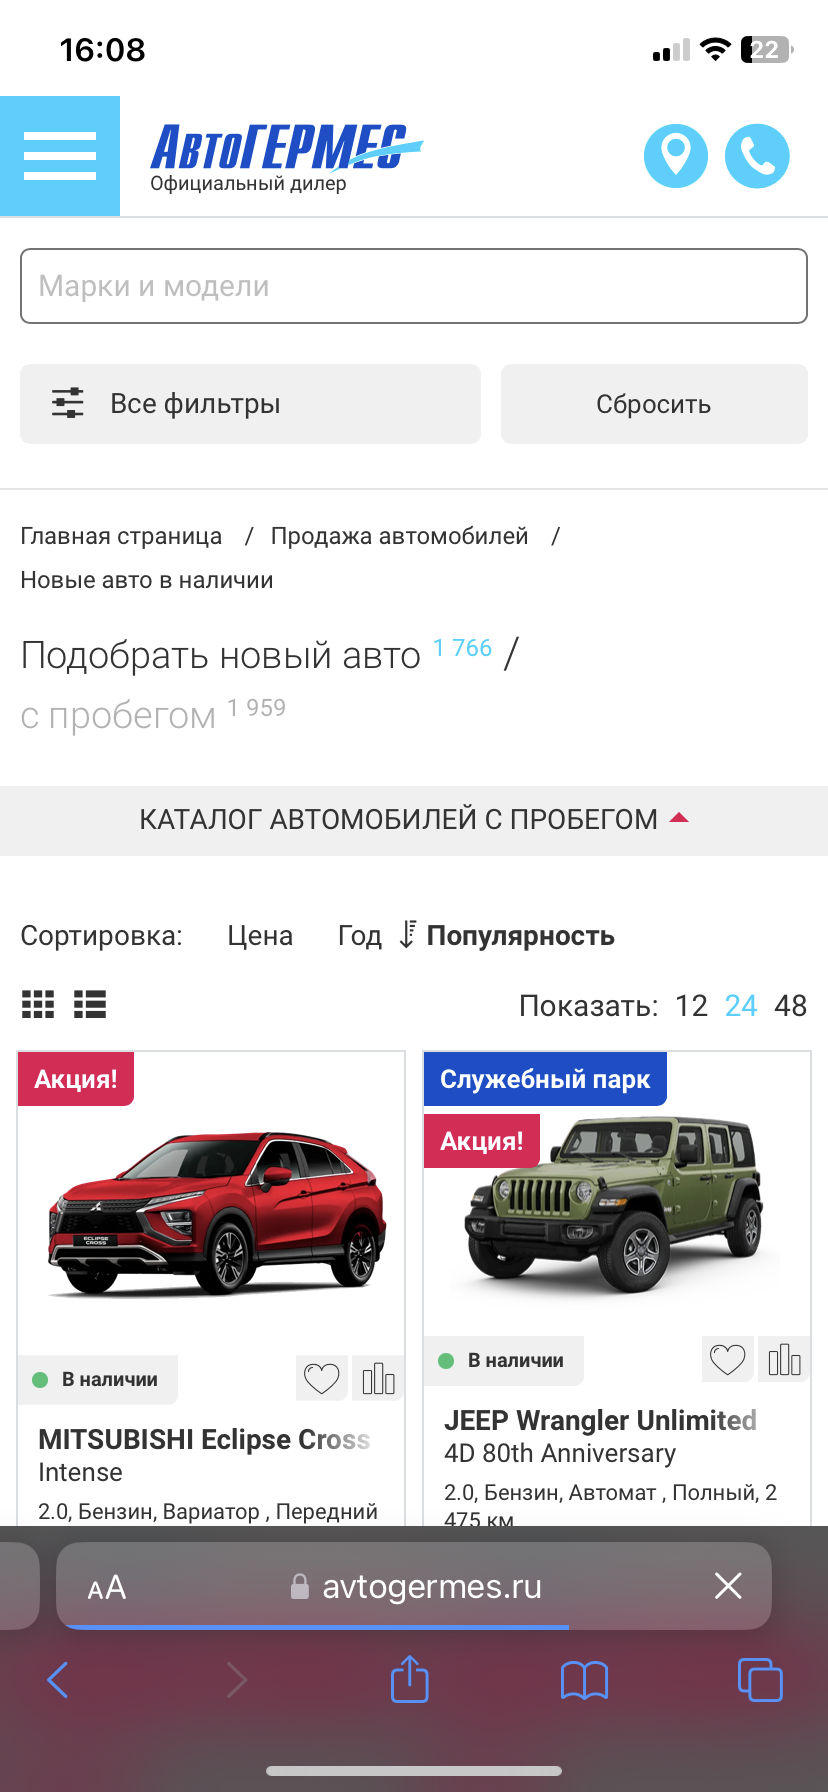 16:08
22
АвтоГЕРМЕС
Официальный дилер
Марки и модели
Все фильтры
Сбросить
Главная страница / Продажа автомобилей /
Новые авто в наличии
Подобрать новый авто 1 766 /
с пробегом 1 959
КАТАЛОГ АВТОМОБИЛЕЙ С ПРОБЕГОМ
Сортировка: Цена Год Популярность
Показать: 12 24 48
Акция!
ECLIPSE CROSS
В наличии
MITSUBISHI Eclipse Cross
Intense
2.0, Бензин, Вариатор , Передний
Служебный парк
Акция!
В наличии
JEEP Wrangler Unlimited
4D 80th Anniversary
2.0, Бензин, Автомат , Полный, 2
475 км
AA avtogermes.ru